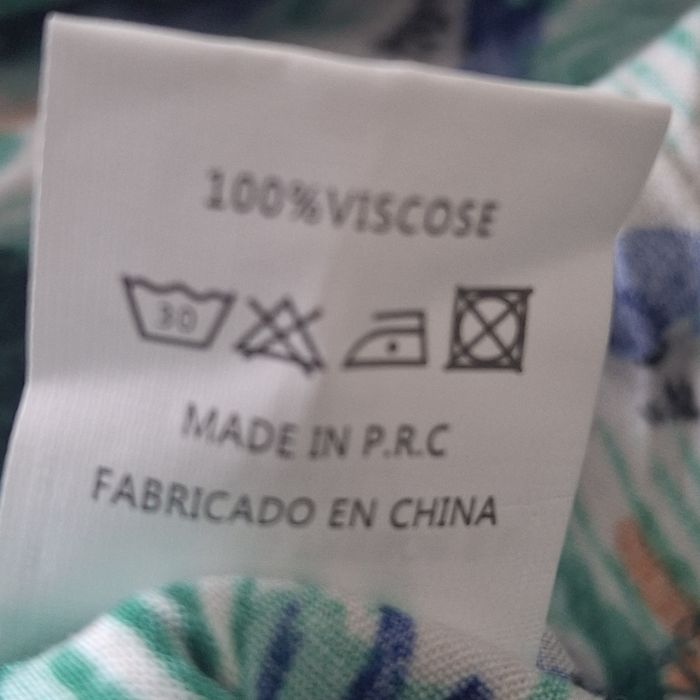 100%VISCOSE
30
MADE IN P.R.C
FABRICADO EN CHINA